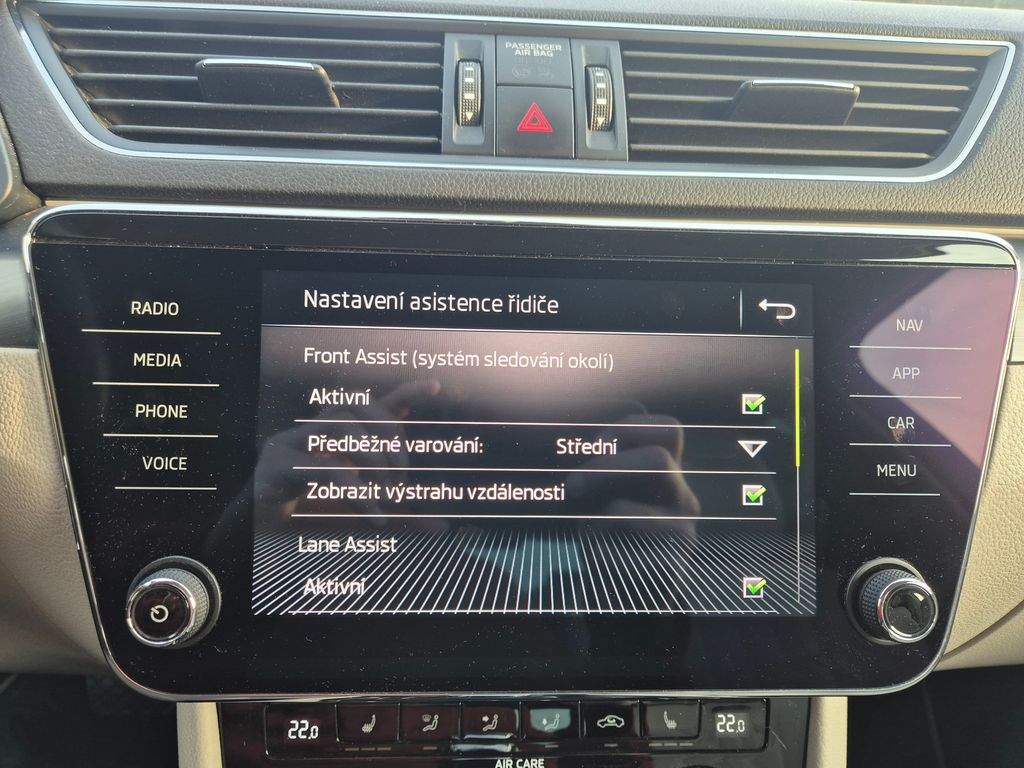 PASSENGER
AIR BAG
Nastavení asistence řidiče
RADIO
MEDIA
PHONE
VOICE
Front Assist (systém sledování okolí)
Aktivní
Předběžné varování: Střední
Zobrazit výstrahu vzdálenosti
Lane Assist
Aktivní
NAV
APP
CAR
MENU
22.0
22.0
AIR CARE